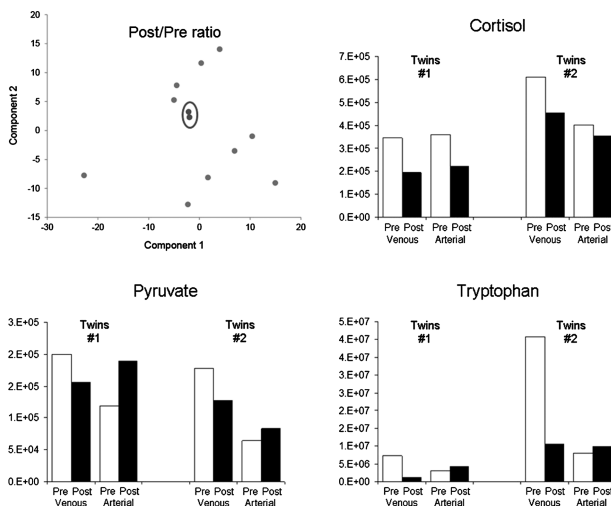 Post/Pre ratio
Component 2
20
15
10
5
0
-5
-10
-15
-30
-20
-10
0
10
20
Component 1
Cortisol
7.E+05
6.E+05
5.E+05
4.E+05
3.E+05
2.E+05
1.E+05
0.E+00
Twins
#1
Twins
#2
Pre Post Pre Post Pre Post Pre Post
Venous Arterial Venous Arterial
Pyruvate
3.E+05
2.E+05
2.E+05
1.E+05
5.E+04
0.E+00
Twins
#1
Twins
#2
Pre Post Pre Post Pre Post Pre Post
Venous Arterial Venous Arterial
Tryptophan
5.E+07
4.E+07
4.E+07
3.E+07
3.E+07
2.E+07
2.E+07
1.E+07
5.E+06
0.E+00
Twins
#1
Twins
#2
Pre Post Pre Post Pre Post Pre Post
Venous Arterial Venous Arterial